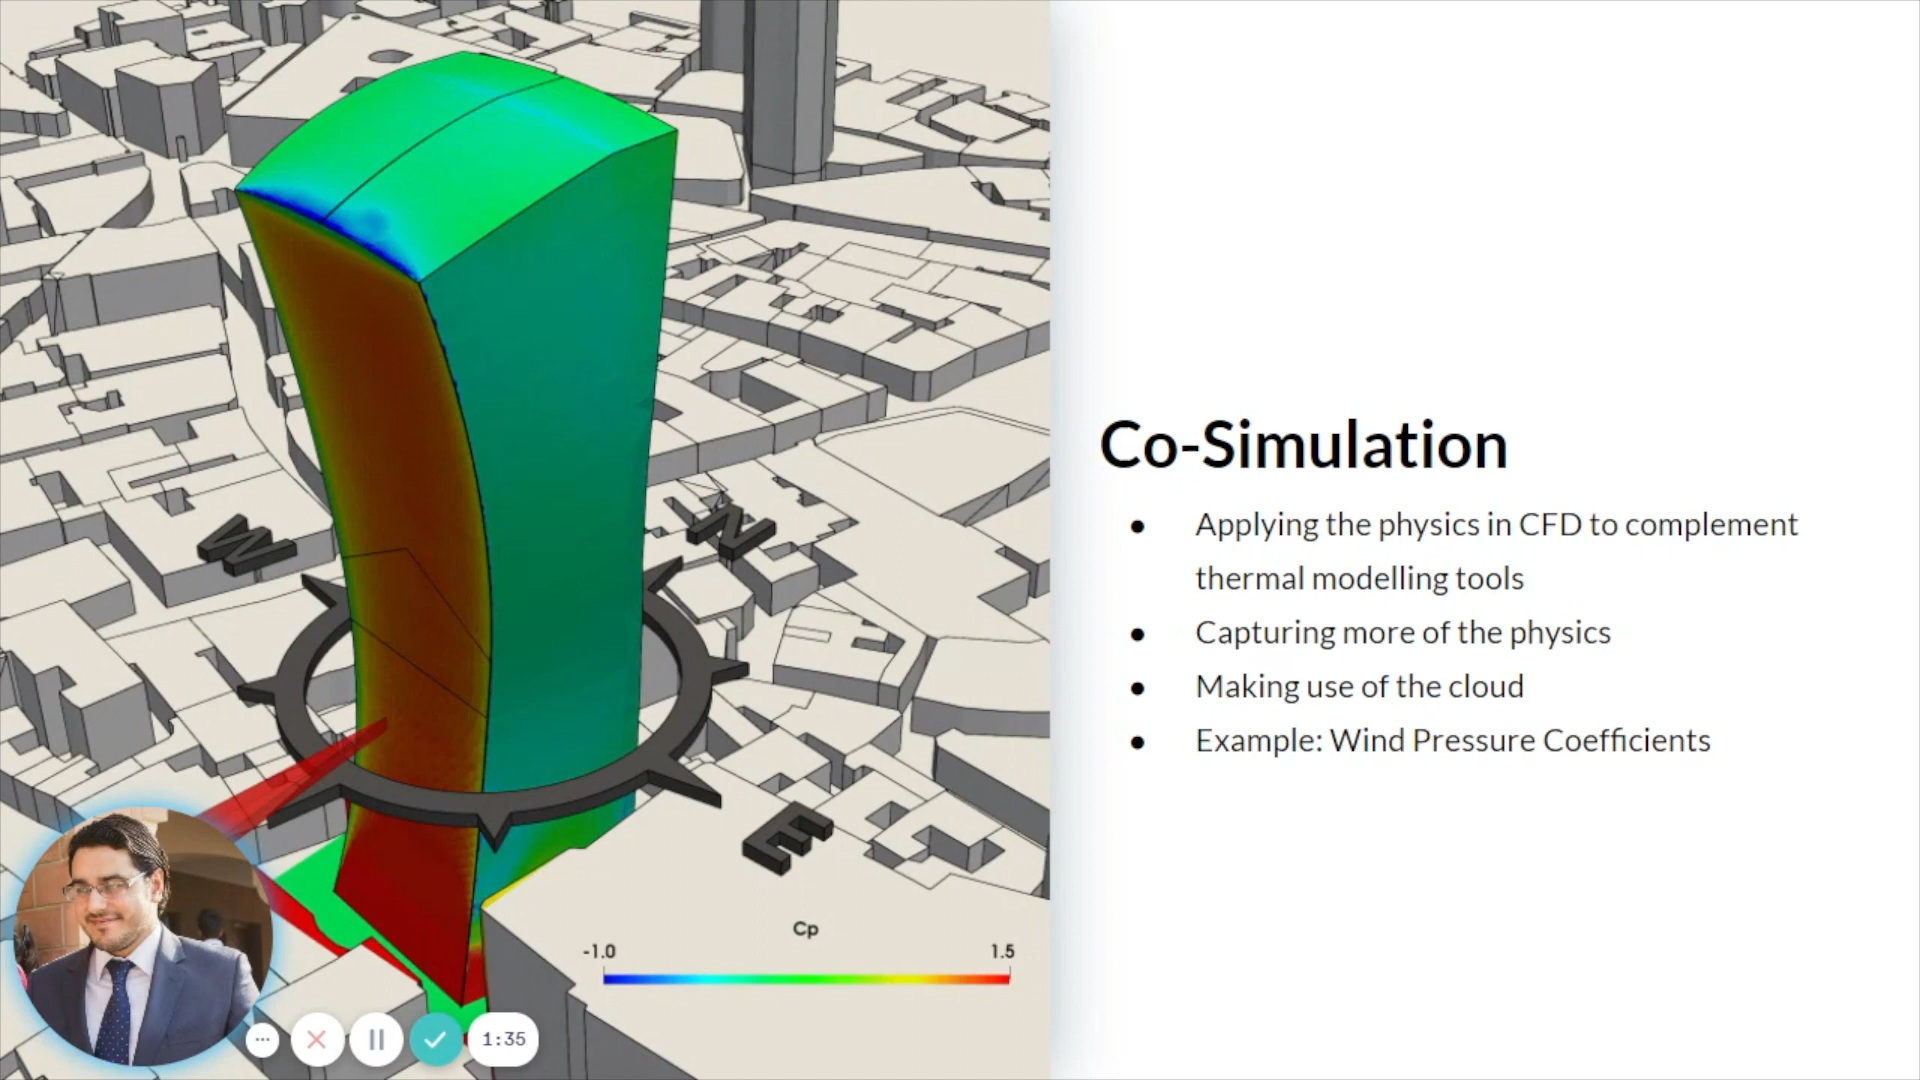 W
N
E
Cp
-1.0
1.5
1:35
Co-Simulation
● Applying the physics in CFD to complement
thermal modelling tools
● Capturing more of the physics
● Making use of the cloud
● Example: Wind Pressure Coefficients